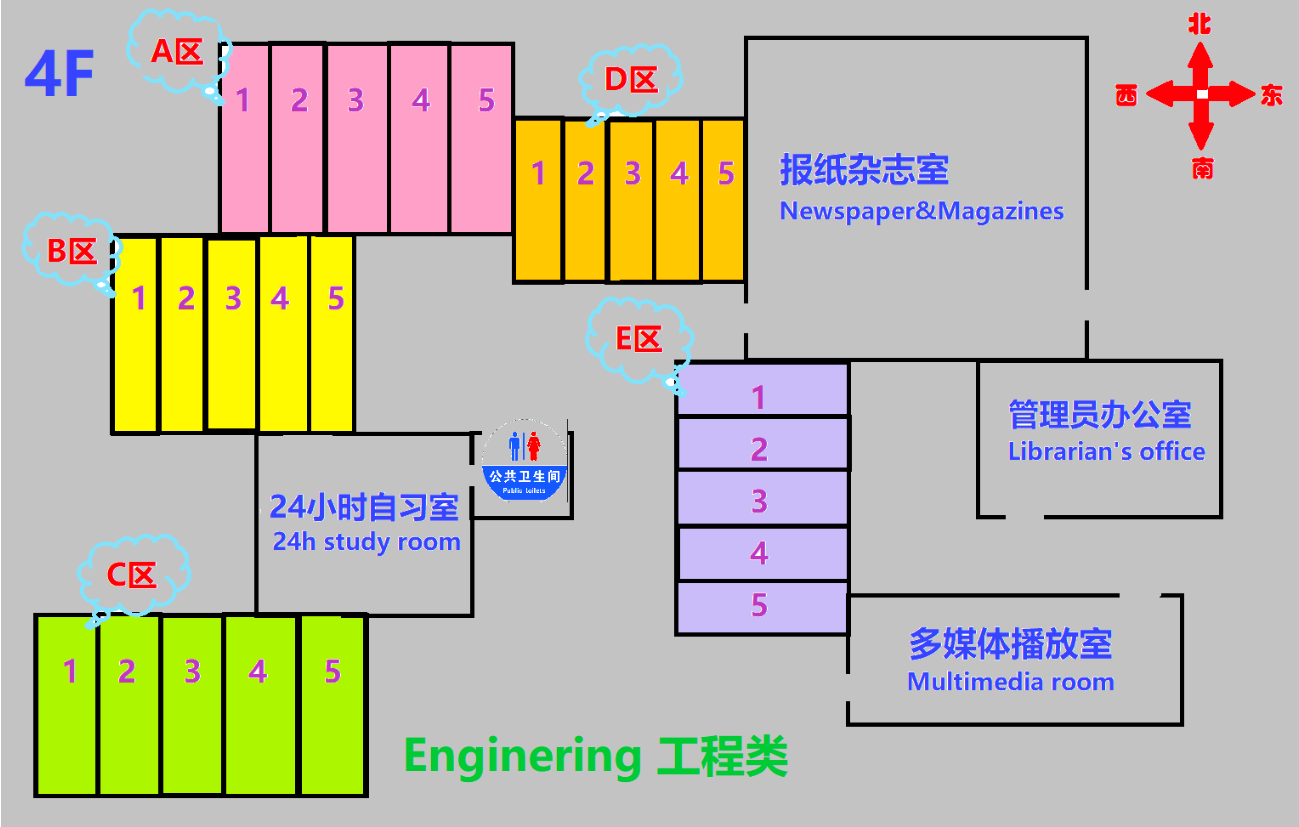 4F
A区
1 2 3 4 5
D区
1 2 3 4 5
报纸杂志室
Newspaper&Magazines
北
西
东
南
B区
1 2 3 4 5
E区
1
2
3
4
5
管理员办公室
Librarian's office
公共卫生间
Public toilets
24小时自习室
24h study room
C区
1 2 3 4 5
多媒体播放室
Multimedia room
Enginering 工程类